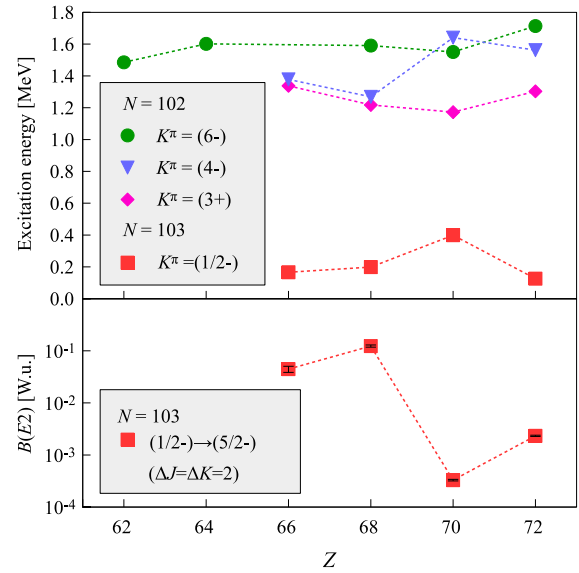 1.8
1.6
1.4
1.2
1.0
0.8
0.6
0.4
0.2
0.0
Excitation energy [MeV]
N = 102
Kπ = (6-)
Kπ = (4-)
Kπ = (3+)
N = 103
Kπ =(1/2-)
10-1
10-2
10-3
10-4
B(E2) [W.u.]
N = 103
(1/2-)→(5/2-)
(ΔJ=ΔK=2)
62 64 66 68 70 72
Z